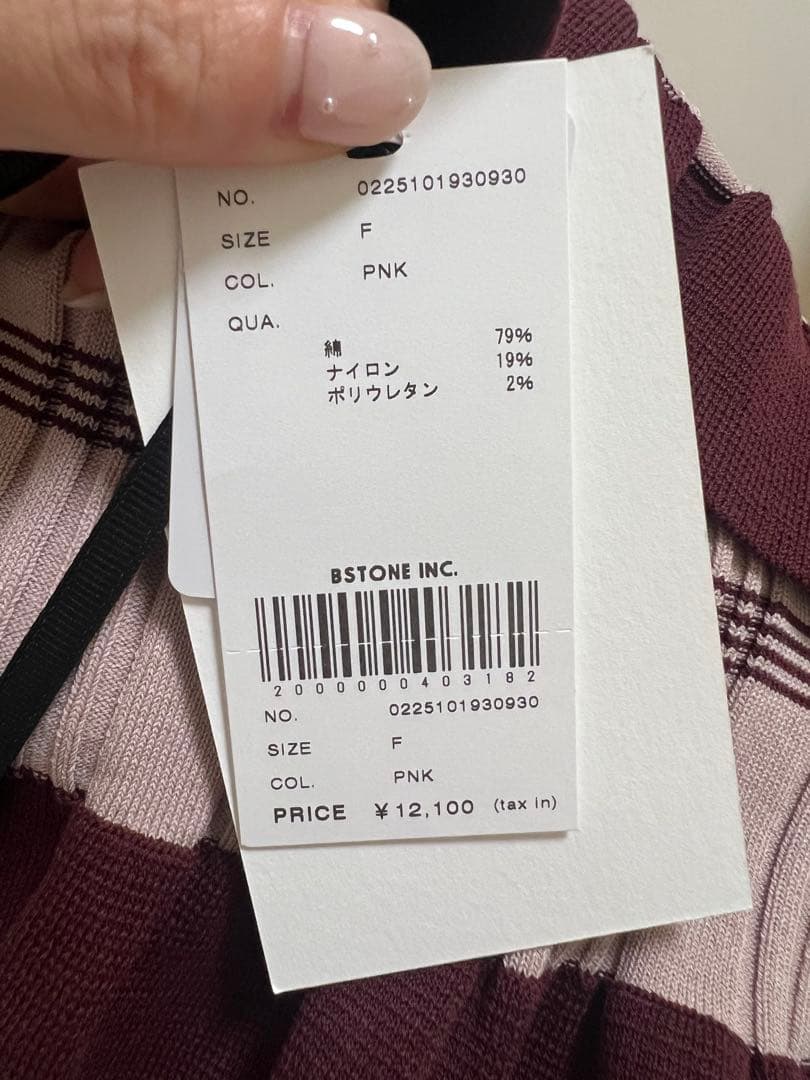 NO. 0225101930930
SIZE F
COL. PNK
QUA.
綿 79%
ナイロン 19%
ポリウレタン 2%
BSTONE INC.
2000000403182
NO. 0225101930930
SIZE F
COL. PNK
PRICE ¥12,100 (tax in)